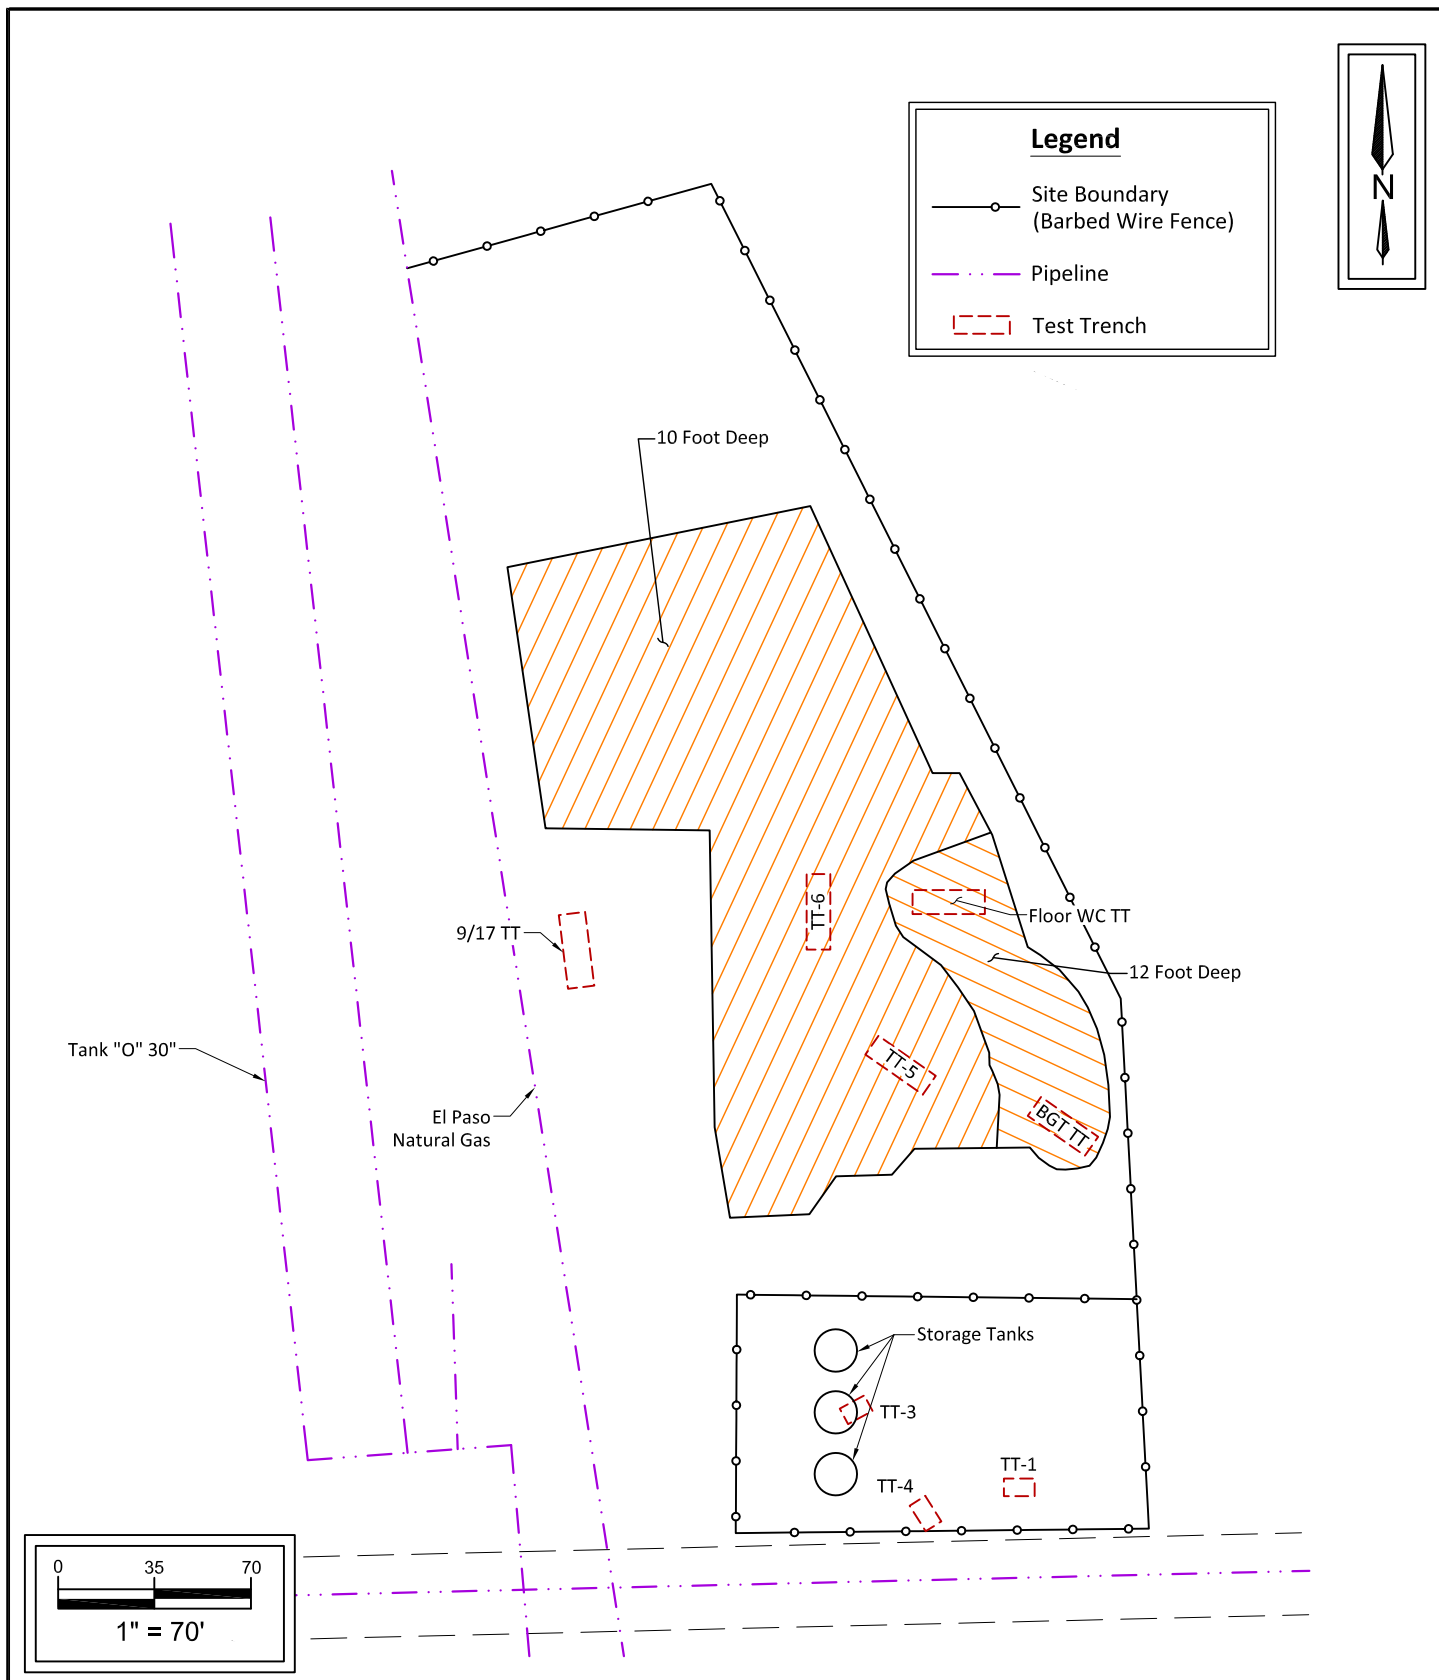 Legend
Site Boundary
(Barbed Wire Fence)
Pipeline
Test Trench
N
10 Foot Deep
TT-6
Floor WC TT
9/17 TT
12 Foot Deep
Tank "O" 30"
TT-5
El Paso
Natural Gas
BGT TT
Storage Tanks
TT-3
TT-1
TT-4
0 35 70
1" = 70'